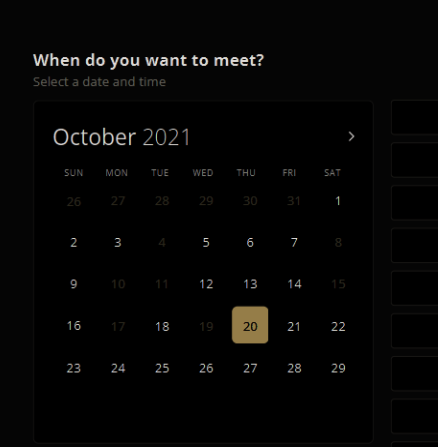 When do you want to meet?
Select a date and time
October 2021
SUN MON TUE WED THU FRI SAT
26 27 28 29 30 31 1
2 3 4 5 6 7 8
9 10 11 12 13 14 15
16 17 18 19 20 21 22
23 24 25 26 27 28 29